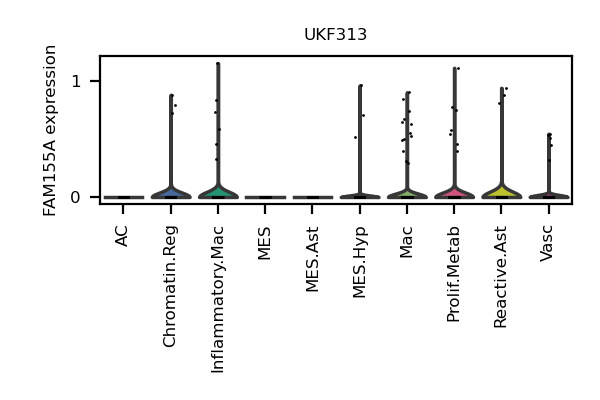 UKF313
FAM155A expression
1
0
AC
Chromatin.Reg
Inflammatory.Mac
MES
MES.Ast
MES.Hyp
Mac
Prolif.Metab
Reactive.Ast
Vasc